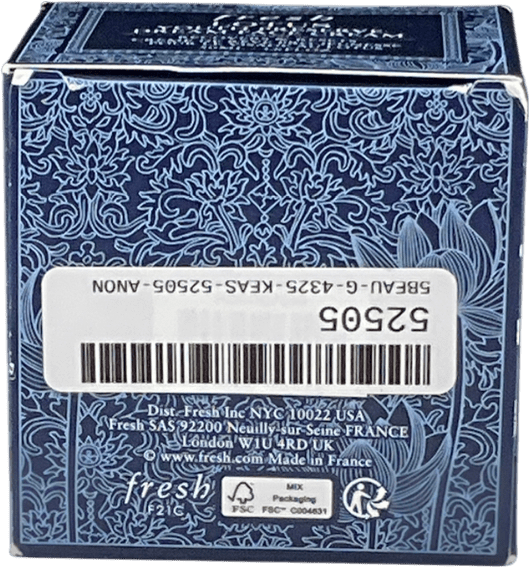 fresh
5BEAU-G-4325-KEAS-52505-ANON
52505
Dist. Fresh Inc NYC 10022 USA
Fresh SAS 92200 Neuilly-sur-Seine FRANCE
London W1U 4RD UK
© www.fresh.com Made in France
fresh
F21C
FSC
MIX
Packaging
FSC™ C004631